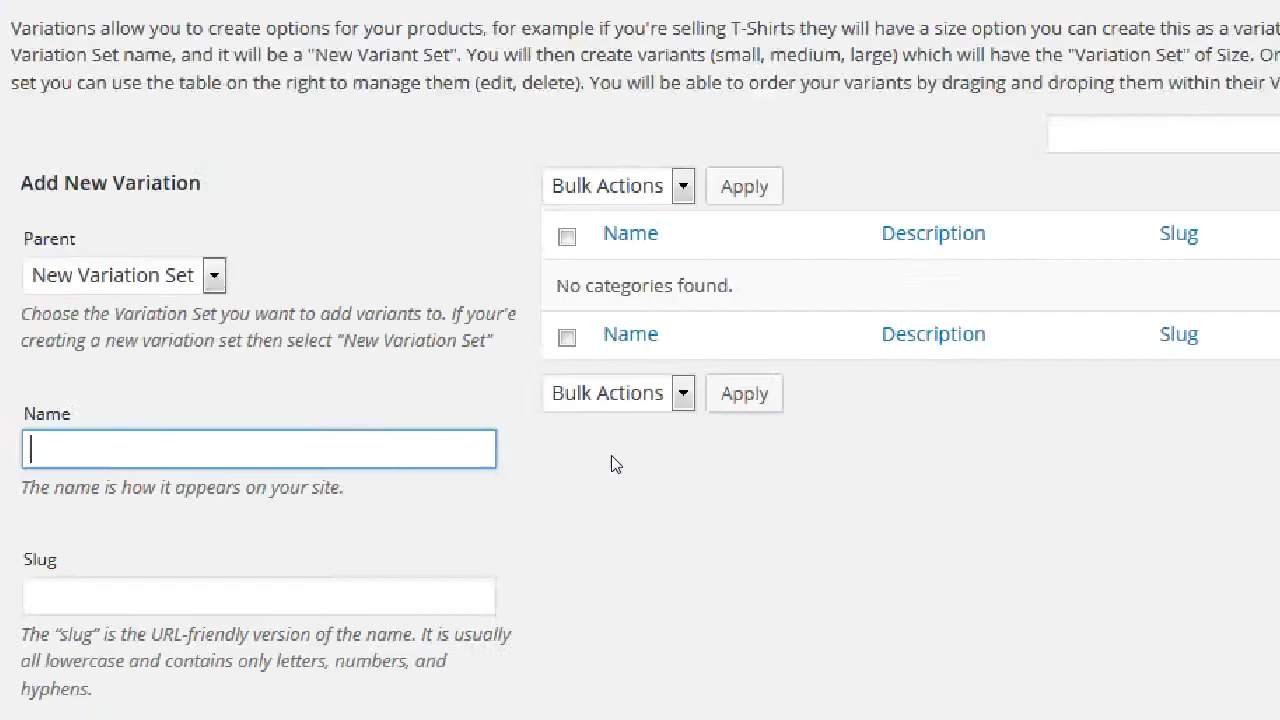 Variations allow you to create options for your products, for example if you're selling T-Shirts they will have a size option you can create this as a
Variation Set name, and it will be a "New Variant Set". You will then create variants (small, medium, large) which will have the "Variation Set" of Size.
set you can use the table on the right to manage them (edit, delete). You will be able to order your variants by draging and droping them within their
Add New Variation
Bulk Actions
Apply
Parent
Name
Description
Slug
New Variation Set
No categories found.
Choose the Variation Set you want to add variants to. If your'e
creating a new variation set then select "New Variation Set"
Name
Description
Slug
Bulk Actions
Apply
Name
The name is how it appears on your site.
Slug
The “slug” is the URL-friendly version of the name. It is usually
all lowercase and contains only letters, numbers, and
hyphens.